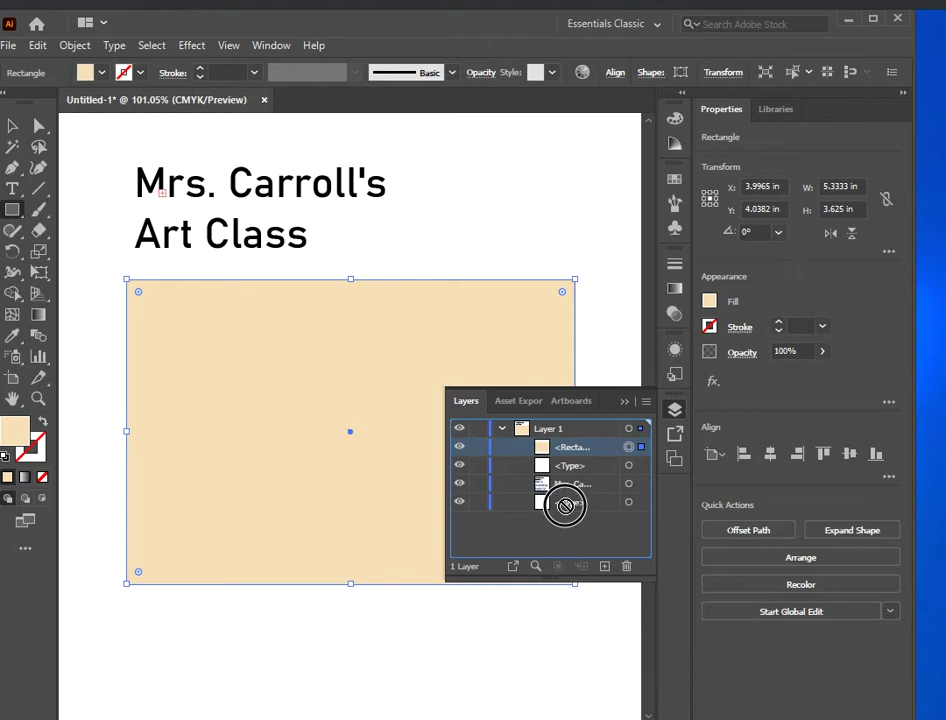 Ai
Essentials Classic
Search Adobe Stock
File Edit Object Type Select Effect View Window Help
Rectangle Stroke: Basic Opacity Style: Align Shape: Transform
Untitled-1* @ 101.05% (CMYK/Preview)
Properties Libraries
Rectangle
Transform
X: 3.9965 in W: 5.3333 in
Y: 4.0382 in H: 3.625 in
0°
Appearance
Fill
Stroke
Opacity 100%
fx.
Align
Quick Actions
Offset Path Expand Shape
Arrange
Recolor
Start Global Edit
Mrs. Carroll's
Art Class
Layers Asset Expor Artboards
Layer 1
<Recta...
<Type>
1 Layer